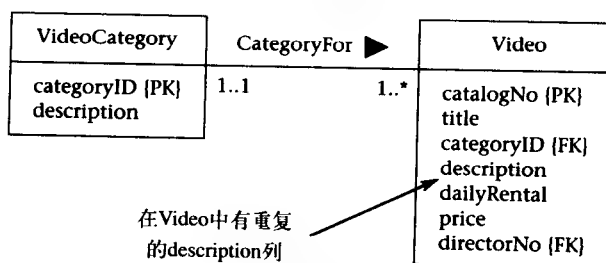 VideoCategory
categoryID {PK}
description
CategoryFor ▶
1..1
1..*
Video
catalogNo {PK}
title
categoryID {FK}
description
dailyRental
price
directorNo {FK}
在Video中有重复
的description列